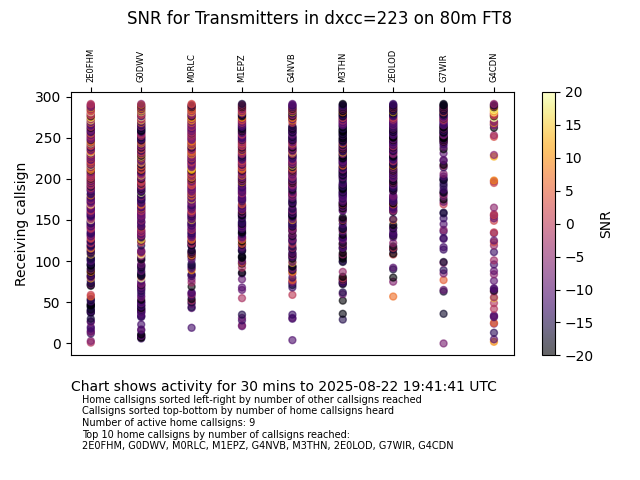 SNR for Transmitters in dxcc=223 on 80m FT8
2E0FHM
G0DWV
M0RLC
M1EPZ
G4NVB
M3THN
2E0LOD
G7WIR
G4CDN
300
250
200
150
100
50
0
Receiving callsign
20
15
10
5
0
−5
−10
−15
−20
SNR
Chart shows activity for 30 mins to 2025-08-22 19:41:41 UTC
Home callsigns sorted left-right by number of other callsigns reached
Callsigns sorted top-bottom by number of home callsigns heard
Number of active home callsigns: 9
Top 10 home callsigns by number of callsigns reached:
2E0FHM, G0DWV, M0RLC, M1EPZ, G4NVB, M3THN, 2E0LOD, G7WIR, G4CDN